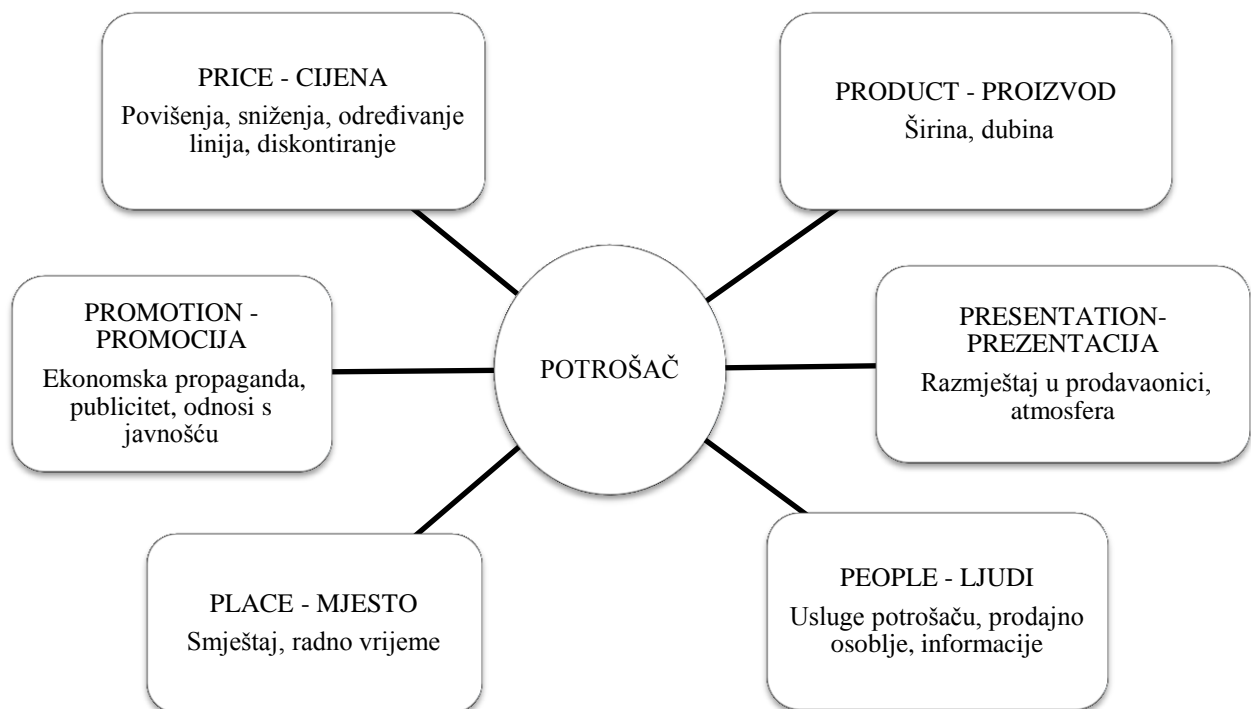 PRICE - CIJENA
Povišenja, sniženja, određivanje
linija, diskontiranje
PRODUCT - PROIZVOD
Širina, dubina
PROMOTION -
PROMOCIJA
Ekonomska propaganda,
publicitet, odnosi s
javnošću
POTROŠAČ
PRESENTATION-
PREZENTACIJA
Razmještaj u prodavaonici,
atmosfera
PLACE - MJESTO
Smještaj, radno vrijeme
PEOPLE - LJUDI
Usluge potrošaču, prodajno
osoblje, informacije